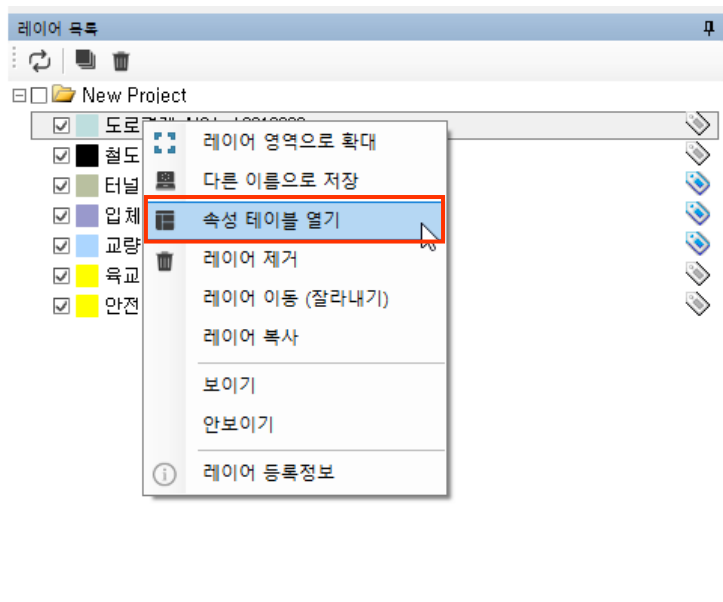 레이어 목록
New Project
도로
철도
터널
입체
교량
육교
안전
레이어 영역으로 확대
다른 이름으로 저장
속성 테이블 열기
레이어 제거
레이어 이동 (잘라내기)
레이어 복사
보이기
안보이기
레이어 등록정보